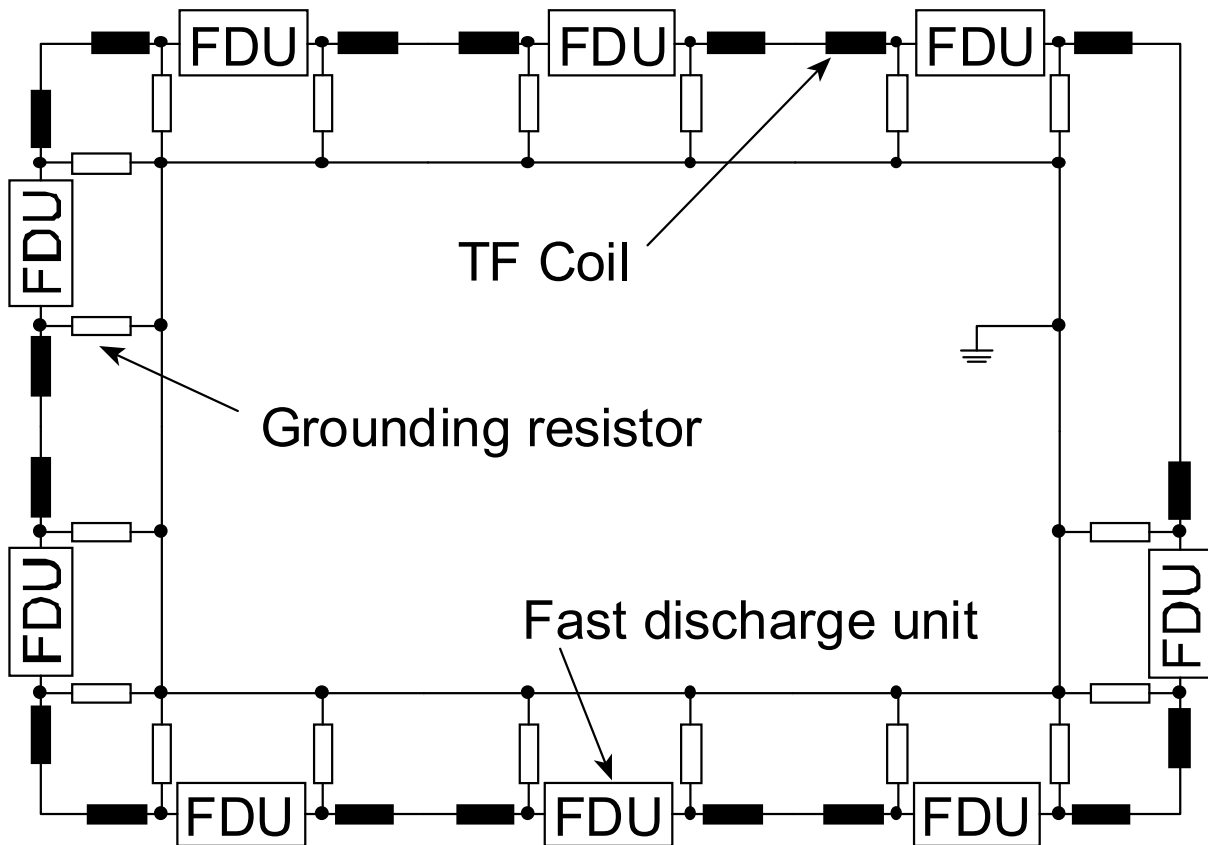 FDU FDU FDU
FDU
TF Coil
Grounding resistor
FDU
Fast discharge unit
FDU
FDU FDU FDU